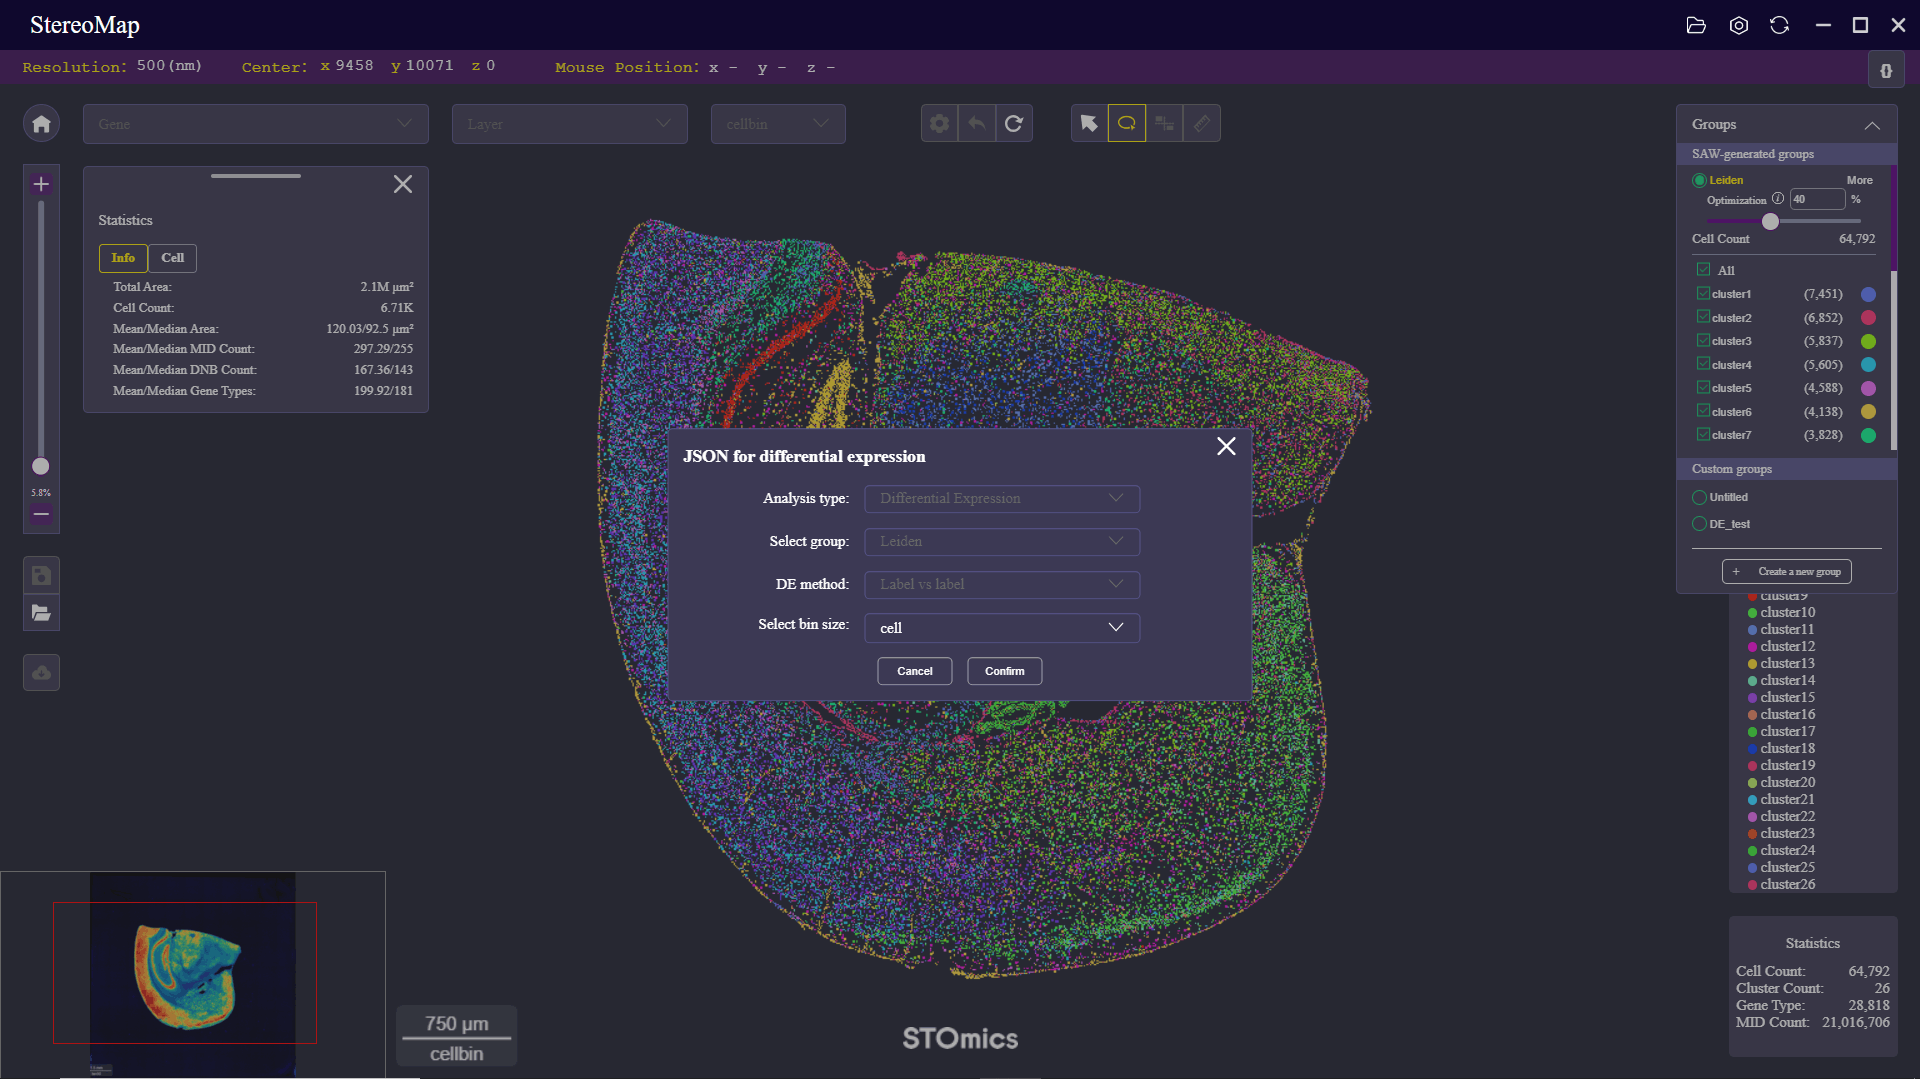 StereoMap
Resolution: 500(nm) Center: x 9458 y 10071 z 0 Mouse Position: x - y - z -
Gene
Layer
cellbin
Statistics
Info Cell
Total Area: 2.1M μm²
Cell Count: 6.71K
Mean/Median Area: 120.03/92.5 μm²
Mean/Median MID Count: 297.29/255
Mean/Median DNB Count: 167.36/143
Mean/Median Gene Types: 199.92/181
5.8%
JSON for differential expression
Analysis type: Differential Expression
Select group: Leiden
DE method: Label vs label
Select bin size: cell
Cancel Confirm
Groups
SAW-generated groups
Leiden More
Optimization 40 %
Cell Count 64,792
All
cluster1 (7,451)
cluster2 (6,852)
cluster3 (5,837)
cluster4 (5,605)
cluster5 (4,588)
cluster6 (4,138)
cluster7 (3,828)
Custom groups
Untitled
DE_test
+ Create a new group
cluster9
cluster10
cluster11
cluster12
cluster13
cluster14
cluster15
cluster16
cluster17
cluster18
cluster19
cluster20
cluster21
cluster22
cluster23
cluster24
cluster25
cluster26
Statistics
Cell Count: 64,792
Cluster Count: 26
Gene Type: 28,818
MID Count: 21,016,706
750 μm
cellbin
STOmics